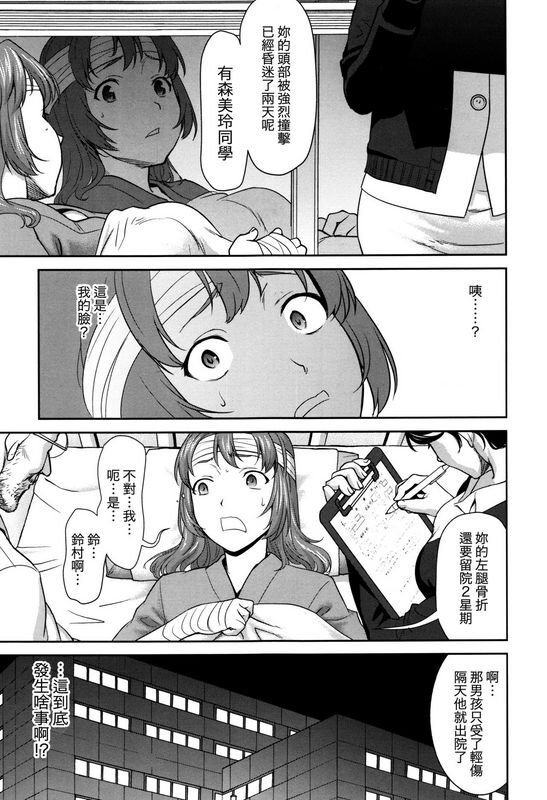 妳的頭部被強烈撞擊
已經昏迷了兩天呢
有森美玲同學
咦……?
這是…
我的臉?
妳的左腿骨折
還要留院2星期
不對…我…
呃…是…
鈴…
鈴村啊…
啊…
那男孩只受了輕傷
隔天他就出院了
…這到底
發生啥事啊!?